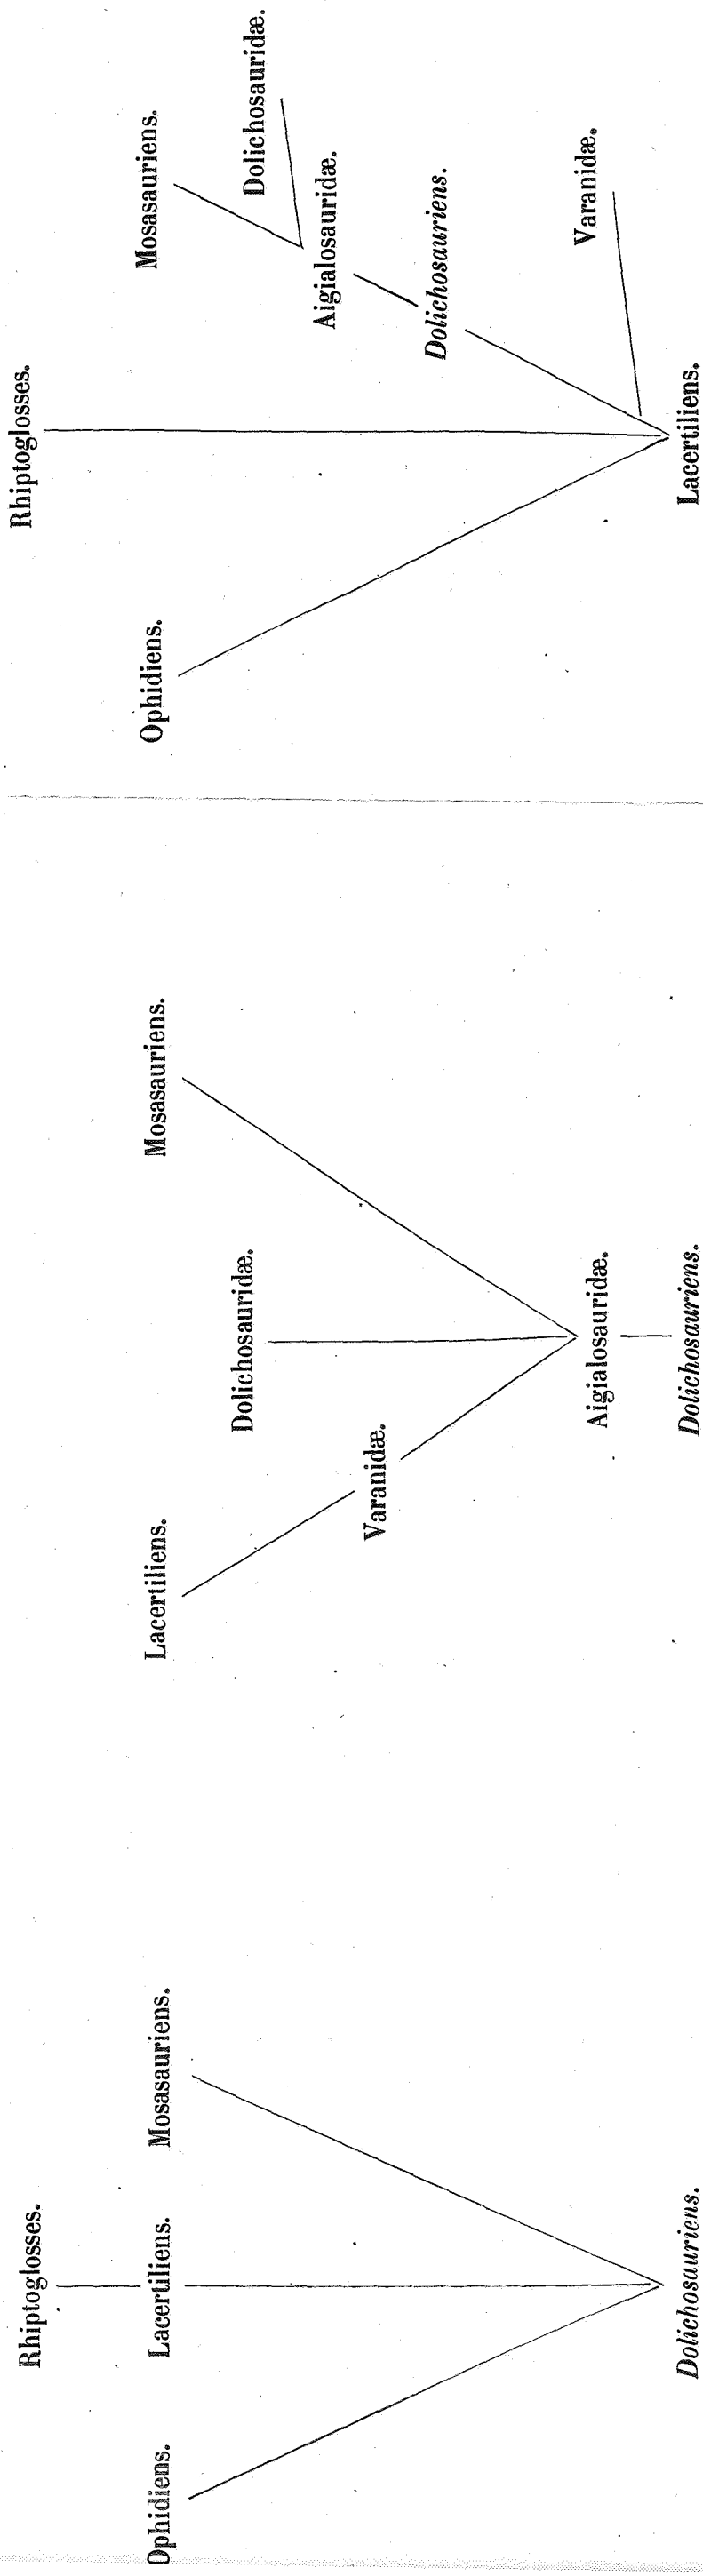 Rhiptoglosses.
Ophidiens.
Lacertiliens.
Mosasauriens.
Dolichosauriens.
Lacertiliens.
Mosasauriens.
Dolichosauridæ.
Varanidæ.
Aigialosauridæ.
Dolichosauriens.
Rhiptoglosses.
Ophidiens.
Mosasauriens.
Dolichosauridæ.
Aigialosauridæ.
Dolichosauriens.
Varanidæ.
Lacertiliens.